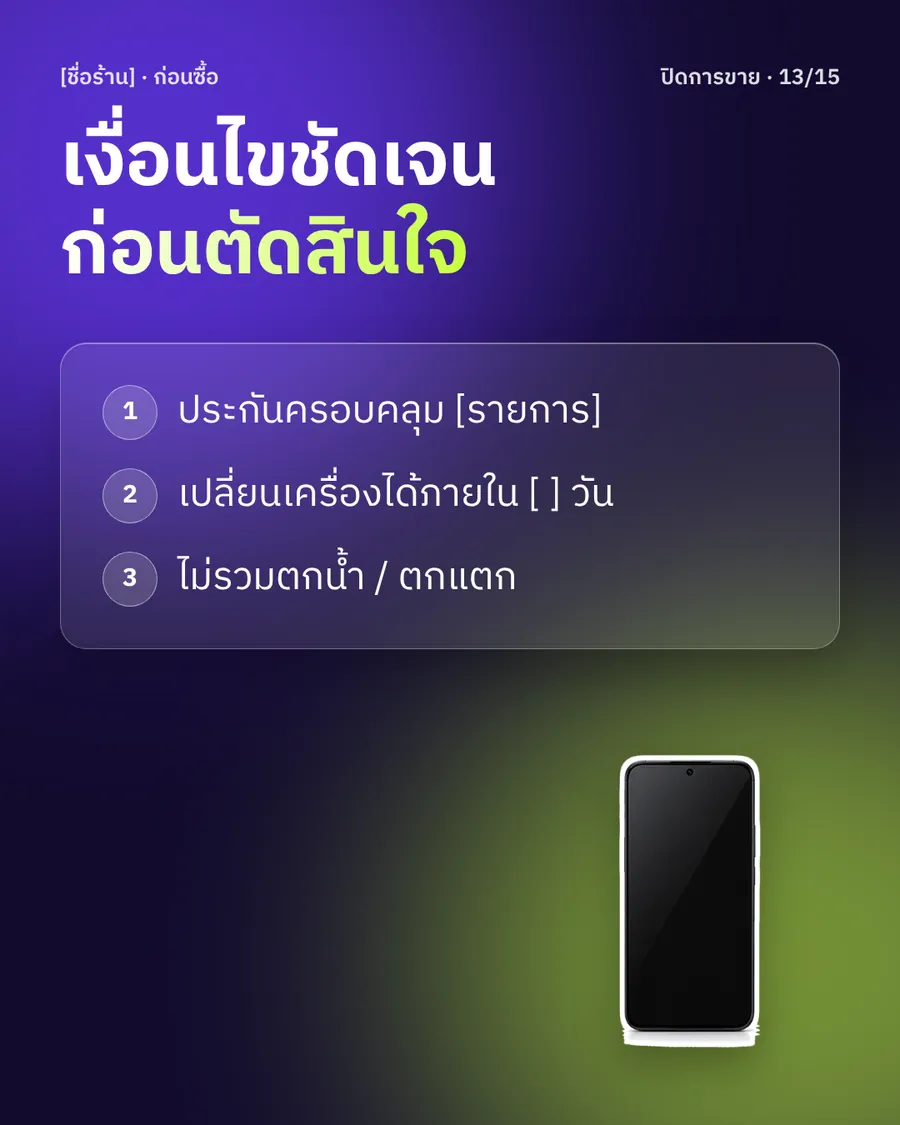 [ชื่อร้าน] · ก่อนซื้อ
ปิดการขาย · 13/15
เงื่อนไขชัดเจน
ก่อนตัดสินใจ
1 ประกันครอบคลุม [รายการ]
2 เปลี่ยนเครื่องได้ภายใน [ ] วัน
3 ไม่รวมตกน้ำ / ตกแตก